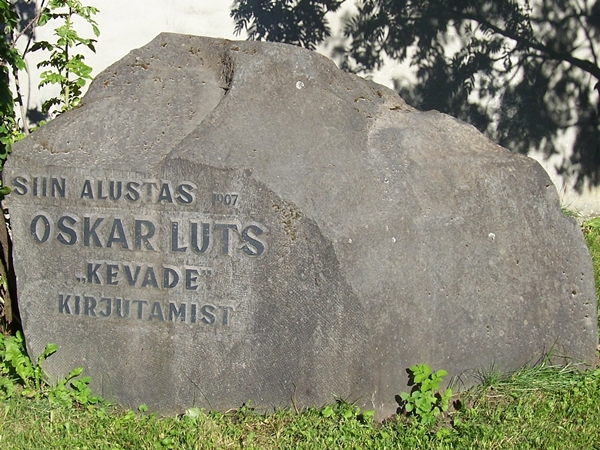 SIIN ALUSTAS 1907
OSKAR LUTS
„KEVADE"
KIRJUTAMIST